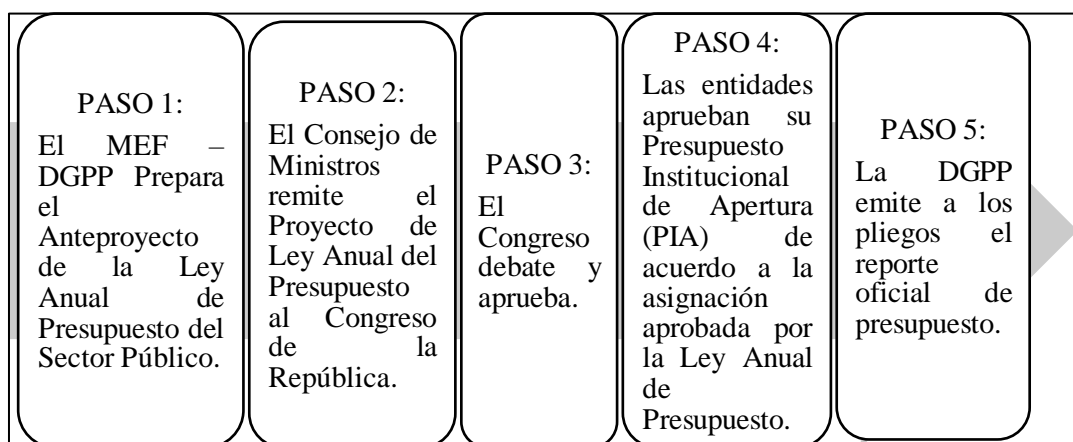 PASO 1:
El MEF –
DGPP Prepara
el
Anteproyecto
de la Ley
Anual de
Presupuesto del
Sector Público.
PASO 2:
El Consejo de
Ministros
remite el
Proyecto de
Ley Anual del
Presupuesto
al Congreso
de la
República.
PASO 3:
El
Congreso
debate y
aprueba.
PASO 4:
Las entidades
aprueban su
Presupuesto
Institucional
de Apertura
(PIA) de
acuerdo a la
asignación
aprobada por
la Ley Anual
de
Presupuesto.
PASO 5:
La DGPP
emite a los
pliegos el
reporte
oficial de
presupuesto.